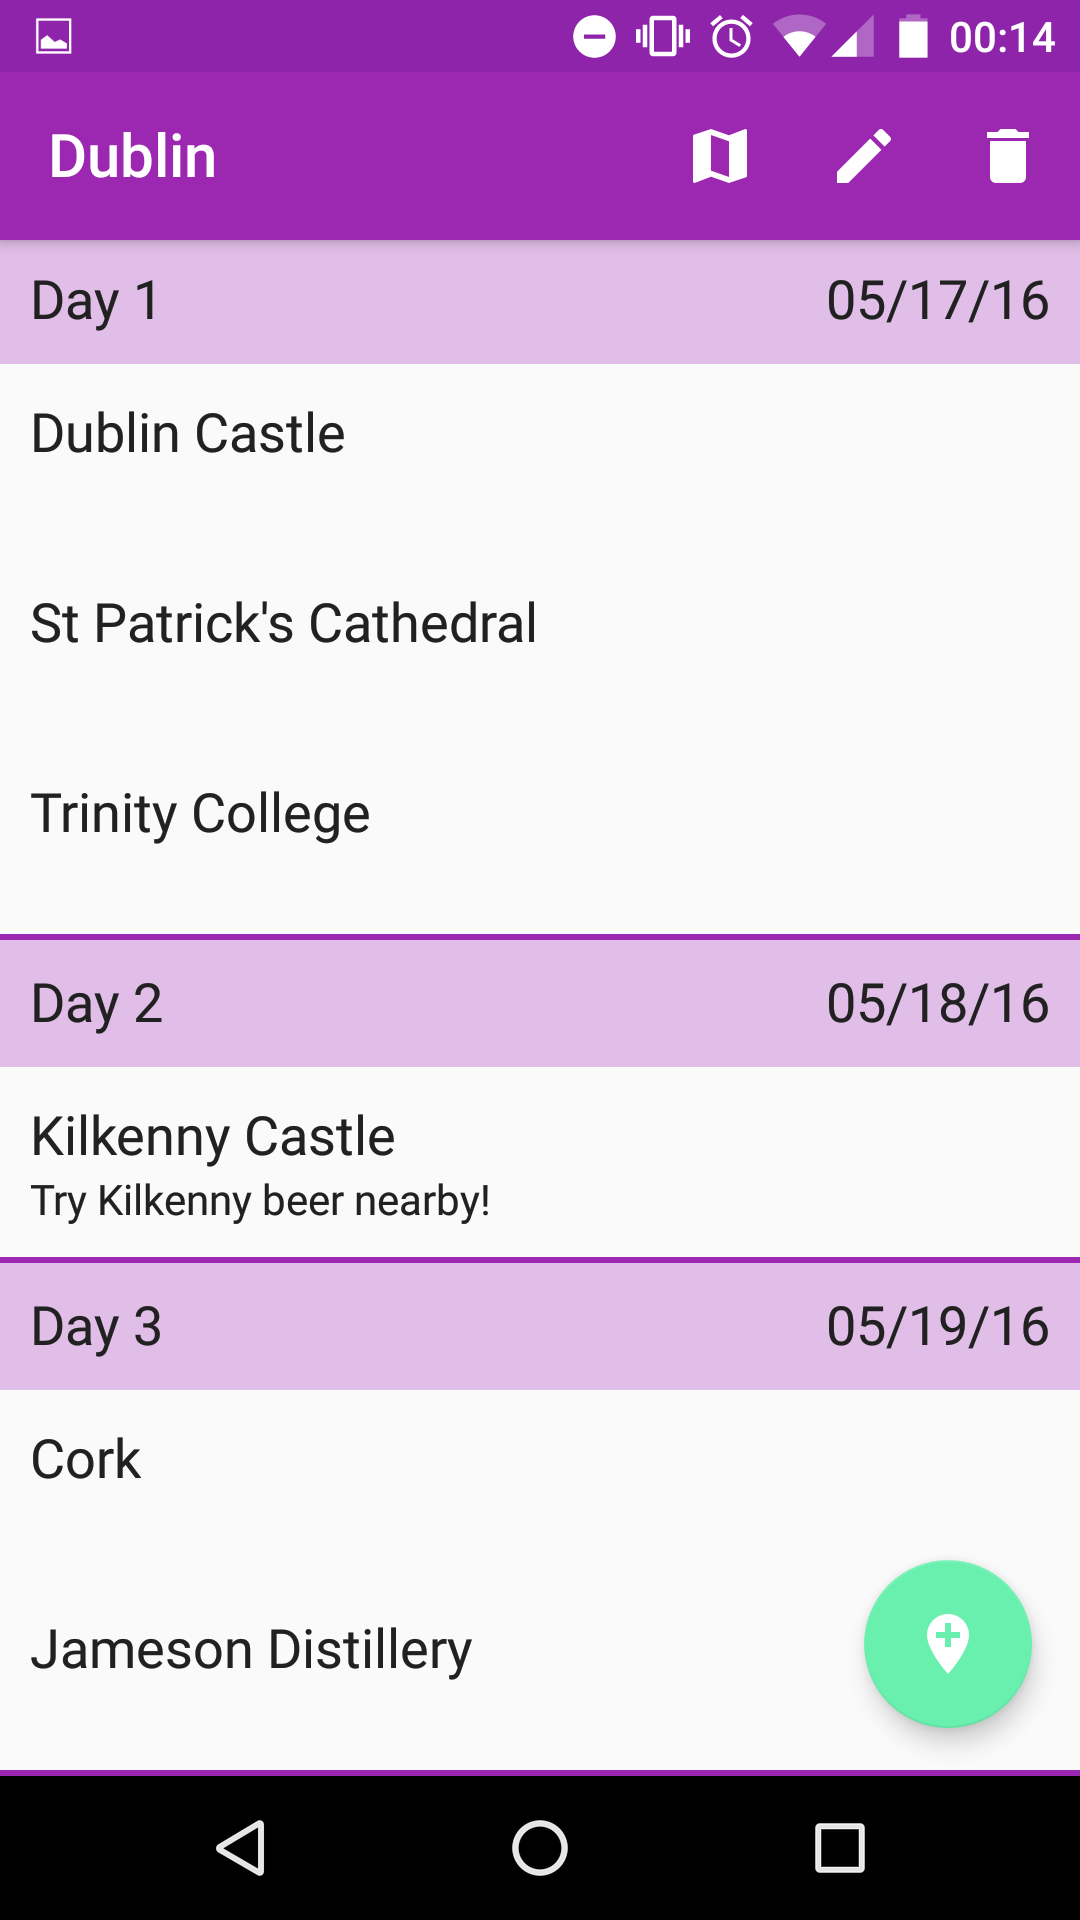 00:14
Dublin
Day 1 05/17/16
Dublin Castle
St Patrick's Cathedral
Trinity College
Day 2 05/18/16
Kilkenny Castle
Try Kilkenny beer nearby!
Day 3 05/19/16
Cork
Jameson Distillery